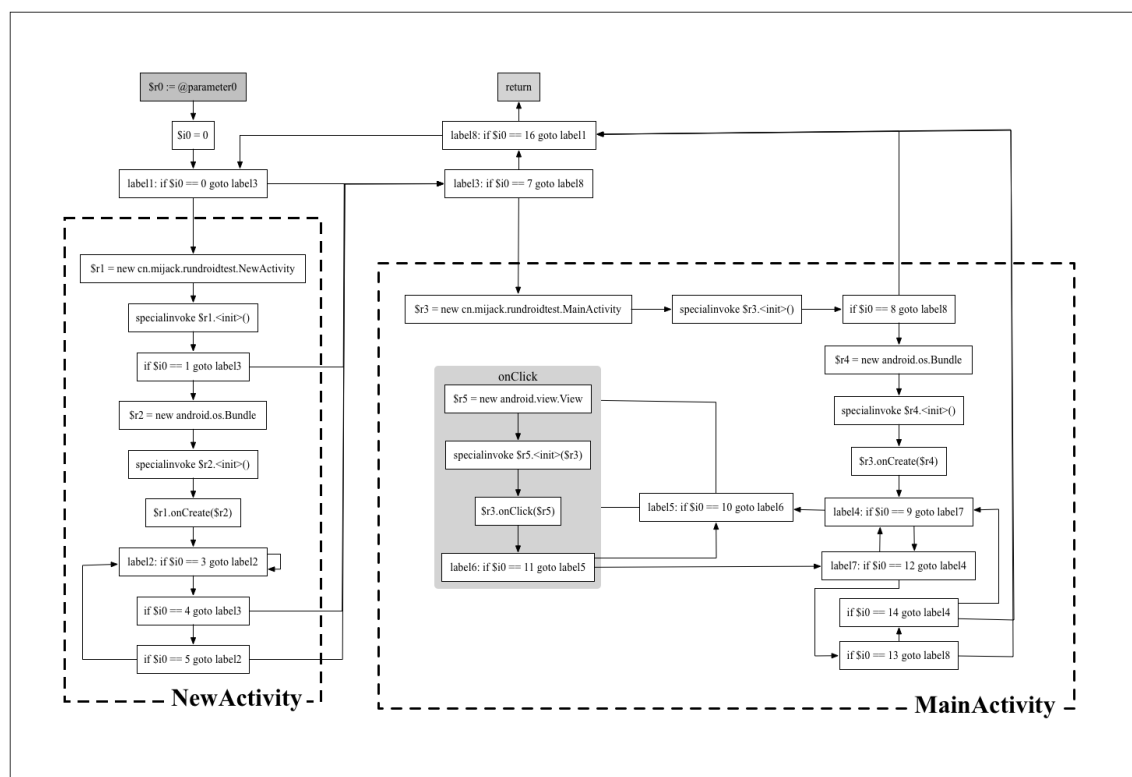 $r0 := @parameter0
$i0 = 0
label1: if $i0 == 0 goto label3
return
label8: if $i0 == 16 goto label1
label3: if $i0 == 7 goto label8
$r1 = new cn.mijack.rundroidtest.NewActivity
specialinvoke $r1.<init>()
if $i0 == 1 goto label3
$r2 = new android.os.Bundle
specialinvoke $r2.<init>()
$r1.onCreate($r2)
label2: if $i0 == 3 goto label2
if $i0 == 4 goto label3
if $i0 == 5 goto label2
NewActivity
$r3 = new cn.mijack.rundroidtest.MainActivity
specialinvoke $r3.<init>()
if $i0 == 8 goto label8
$r4 = new android.os.Bundle
specialinvoke $r4.<init>()
$r3.onCreate($r4)
label4: if $i0 == 9 goto label7
label5: if $i0 == 10 goto label6
onClick
$r5 = new android.view.View
specialinvoke $r5.<init>($r3)
$r3.onClick($r5)
label6: if $i0 == 11 goto label5
label7: if $i0 == 12 goto label4
if $i0 == 14 goto label4
if $i0 == 13 goto label8
MainActivity